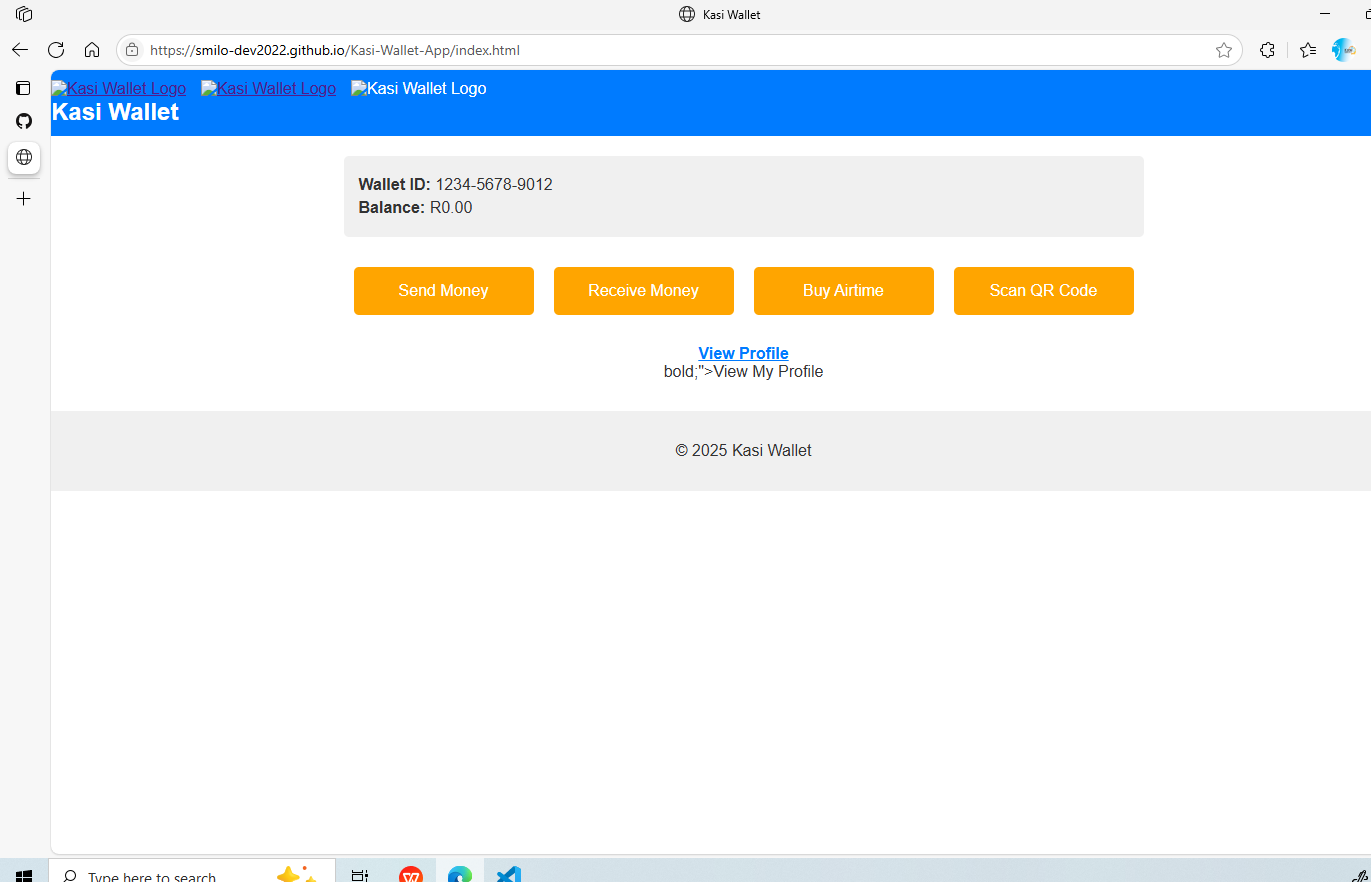 Kasi Wallet
https://smilo-dev2022.github.io/Kasi-Wallet-App/index.html
Kasi Wallet Logo Kasi Wallet Logo Kasi Wallet Logo
Kasi Wallet
Wallet ID: 1234-5678-9012
Balance: R0.00
Send Money Receive Money Buy Airtime Scan QR Code
View Profile
bold;">View My Profile
© 2025 Kasi Wallet
Type here to search